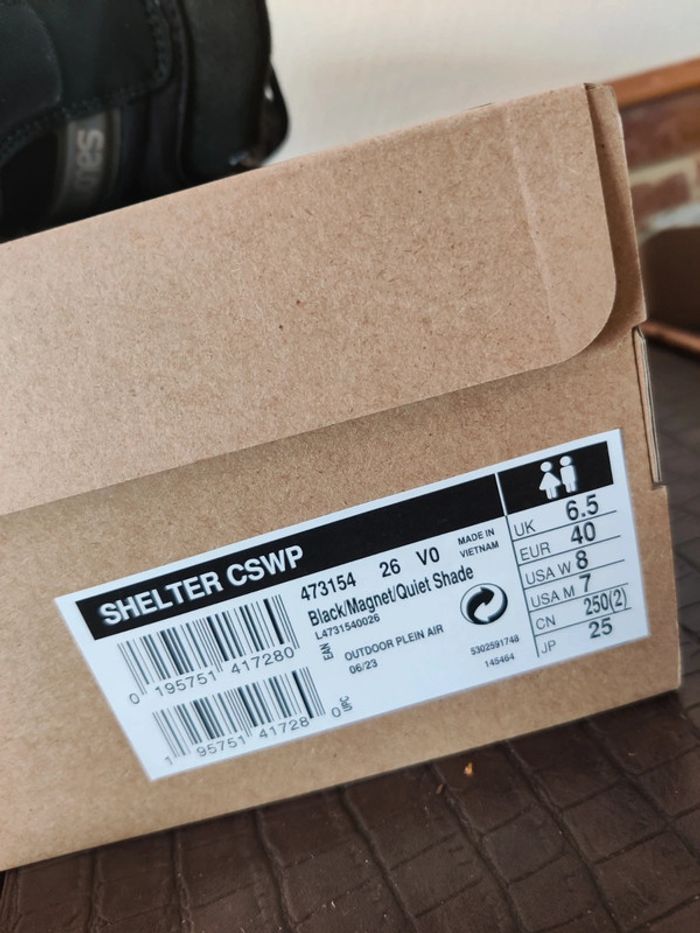 SHELTER CSWP
473154 26 V0
MADE IN
VIETNAM
Black/Magnet/Quiet Shade
L4731540026
EAN
0 195751 417280
OUTDOOR PLEIN AIR
06/23
5302591748
145464
1 95751 41728 0
UPC
UK 6.5
EUR 40
USA W 8
USA M 7
CN 250(2)
JP 25